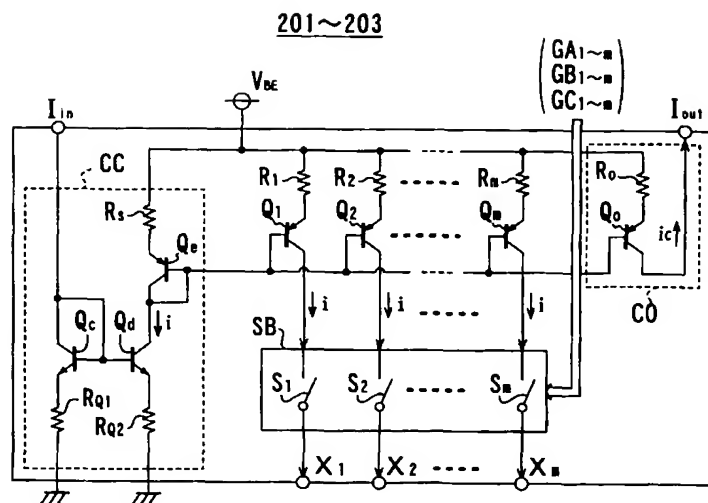 201~203
GA1~m
GB1~m
GC1~m
Iin
VBE
Iout
CC
Rs
R1
R2
Rm
Ro
Qe
Q1
Q2
Qm
Qo
ic
CO
Qc
Qd
i
i
i
i
SB
S1
S2
Sm
RQ1
RQ2
X1
X2
Xm